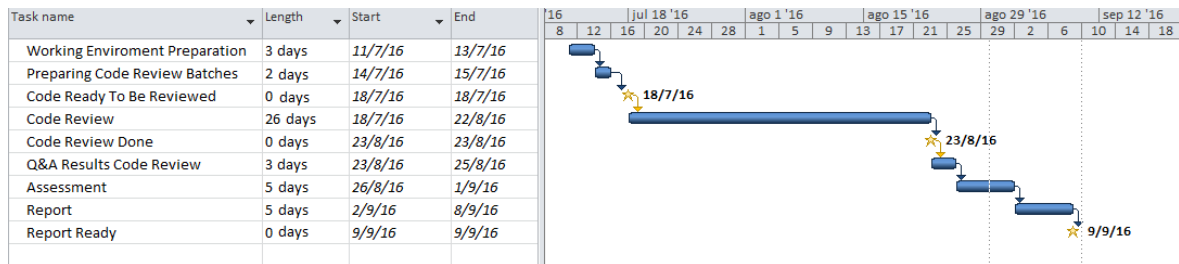 Task name Length Start End '16 jul 18 '16 ago 1 '16 ago 15 '16 ago 29 '16 sep 12 '16
8 12 16 20 24 28 1 5 9 13 17 21 25 29 2 6 10 14 18
Working Enviroment Preparation 3 days 11/7/16 13/7/16
Preparing Code Review Batches 2 days 14/7/16 15/7/16
Code Ready To Be Reviewed 0 days 18/7/16 18/7/16 18/7/16
Code Review 26 days 18/7/16 22/8/16
Code Review Done 0 days 23/8/16 23/8/16 23/8/16
Q&A Results Code Review 3 days 23/8/16 25/8/16
Assessment 5 days 26/8/16 1/9/16
Report 5 days 2/9/16 8/9/16
Report Ready 0 days 9/9/16 9/9/16 9/9/16